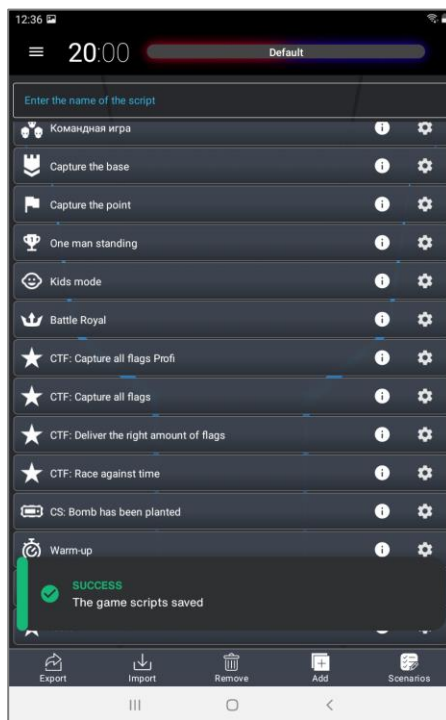 12:36
20:00
Default
Enter the name of the script
Командная игра
Capture the base
Capture the point
One man standing
Kids mode
Battle Royal
CTF: Capture all flags Profi
CTF: Capture all flags
CTF: Deliver the right amount of flags
CTF: Race against time
CS: Bomb has been planted
Warm-up
SUCCESS
The game scripts saved
Export
Import
Remove
Add
Scenarios